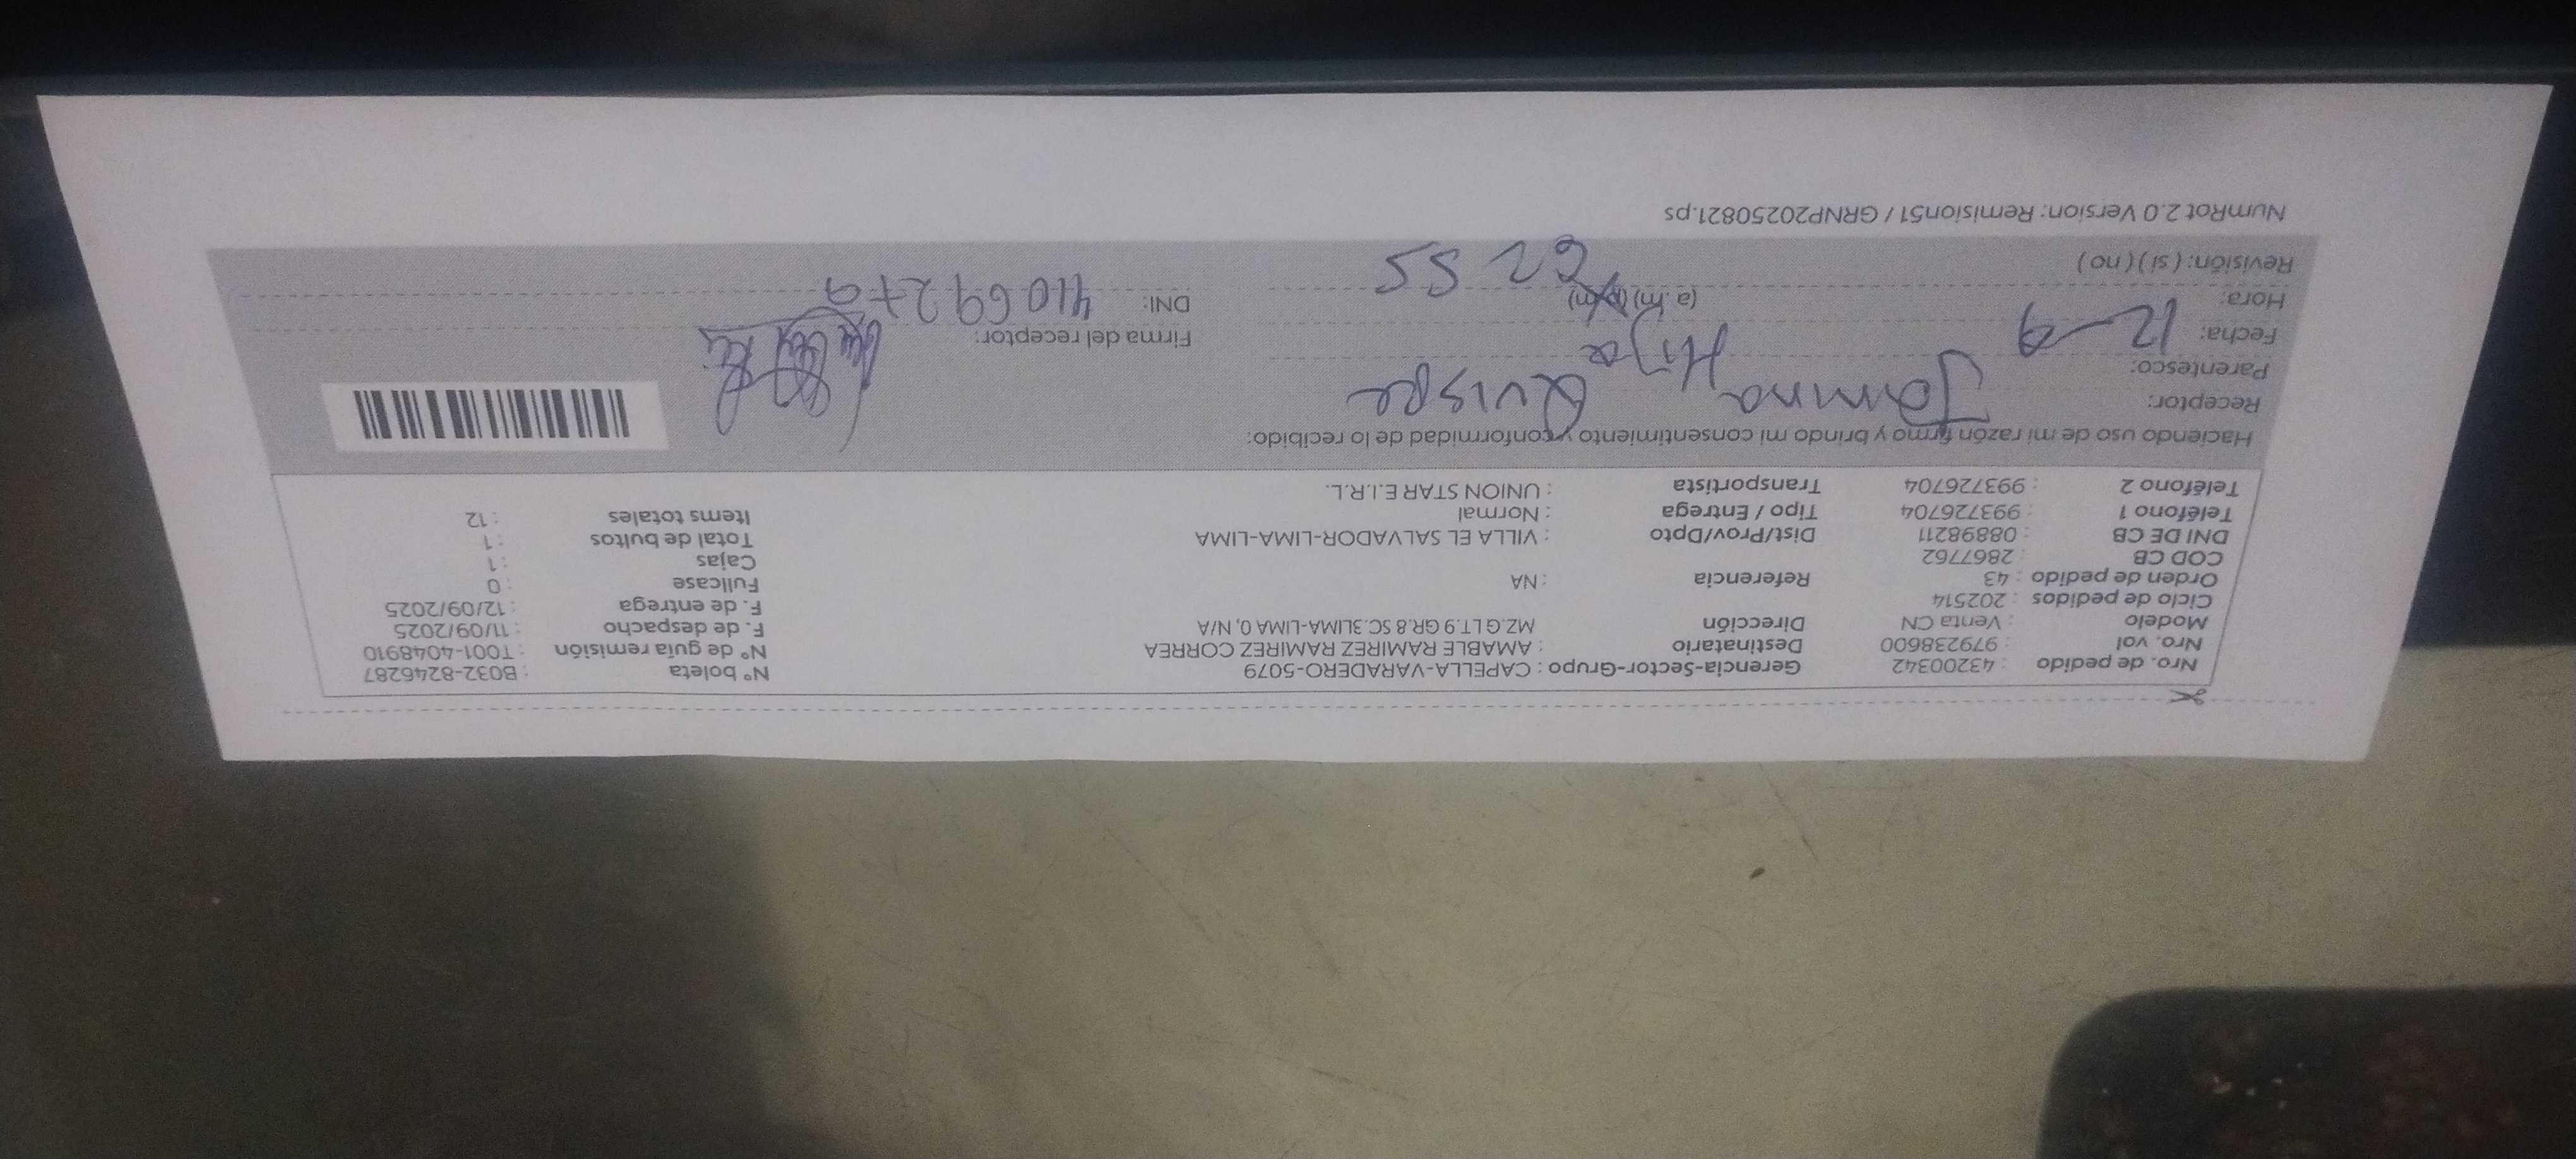 Nro. de pedido : 43200342 Gerencia-Sector-Grupo : CAPELLA-VARADERO-5079 N° boleta : B032-8246287
Nro. vol : 979238600 Destinatario : AMABLE RAMIREZ RAMIREZ CORREA N° de guía remisión : T001-4048910
Modelo : Venta CN Dirección MZ.G LT.9 GR.8 SC.3LIMA-LIMA 0, N/A F. de despacho : 11/09/2025
Ciclo de pedidos : 202514 F. de entrega : 12/09/2025
Orden de pedido : 43 Referencia : NA Fullcase : 0
COD CB : 2867762 Cajas : 1
DNI DE CB : 08898211 Dist/Prov/Dpto : VILLA EL SALVADOR-LIMA-LIMA Total de bultos : 1
Teléfono 1 : 993726704 Tipo / Entrega : Normal Items totales : 12
Teléfono 2 : 993726704 Transportista : UNION STAR E.I.R.L.
Haciendo uso de mi razón firmo y brindo mi consentimiento y conformidad de lo recibido:
Receptor: Jamina Quispe
Parentesco: Hija
Fecha: 12-9 Firma del receptor:
Hora: (a.m) (p.m) DNI:
Revisión: ( si ) ( no )
NumRot 2.0 Version: Remision51 / GRNP20250821.ps